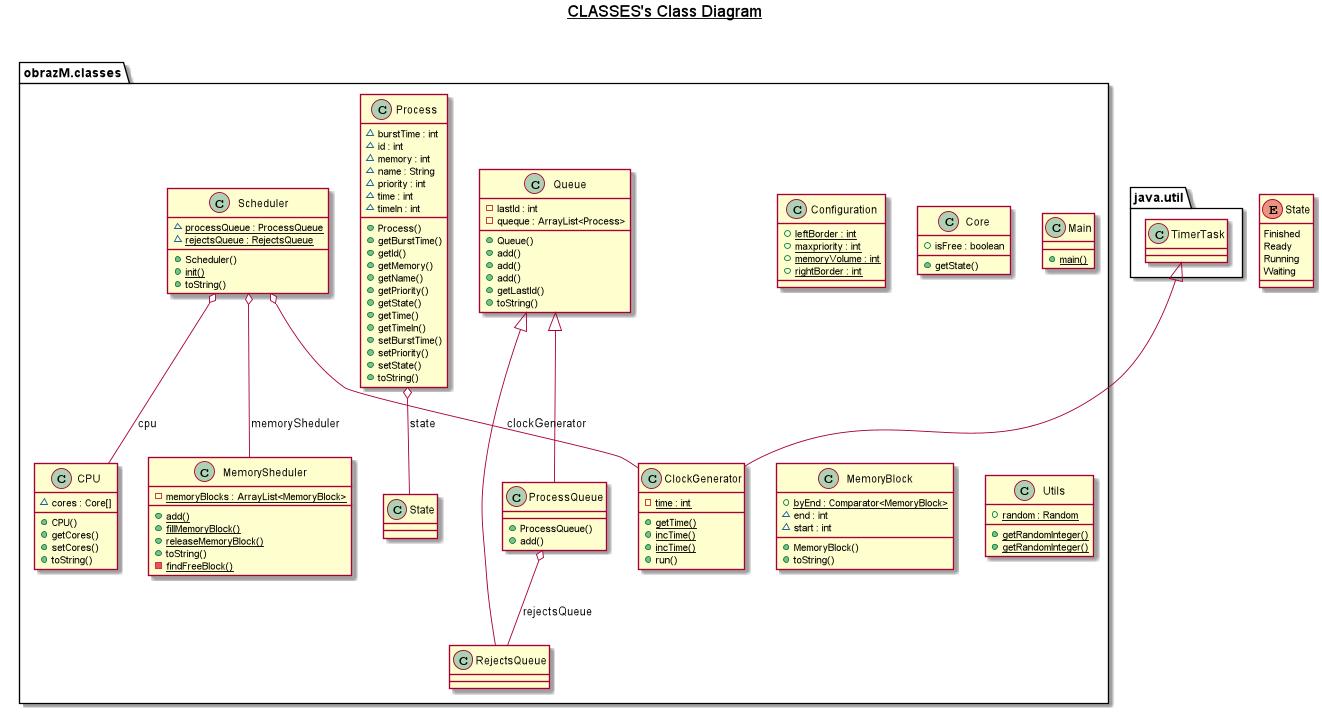 CLASSES's Class Diagram
obrazM.classes
C Process
burstTime : int
id : int
memory : int
name : String
priority : int
time : int
timeIn : int
Process()
getBurstTime()
getId()
getMemory()
getName()
getPriority()
getState()
getTime()
getTimeIn()
setBurstTime()
setPriority()
setState()
toString()
C Queue
lastId : int
queque : ArrayList<Process>
Queue()
add()
add()
add()
getLastId()
toString()
C Scheduler
processQueue : ProcessQueue
rejectsQueue : RejectsQueue
Scheduler()
init()
toString()
C Configuration
leftBorder : int
maxpriority : int
memoryVolume : int
rightBorder : int
C Core
isFree : boolean
getState()
C Main
main()
java.util
C TimerTask
E State
Finished
Ready
Running
Waiting
cpu
memorySheduler
state
clockGenerator
C CPU
cores : Core[]
CPU()
getCores()
setCores()
toString()
C MemorySheduler
memoryBlocks : ArrayList<MemoryBlock>
add()
fillMemoryBlock()
releaseMemoryBlock()
toString()
findFreeBlock()
C State
C ProcessQueue
ProcessQueue()
add()
C ClockGenerator
time : int
getTime()
incTime()
incTime()
run()
C MemoryBlock
byEnd : Comparator<MemoryBlock>
end : int
start : int
MemoryBlock()
toString()
C Utils
random : Random
getRandomInteger()
getRandomInteger()
rejectsQueue
C RejectsQueue